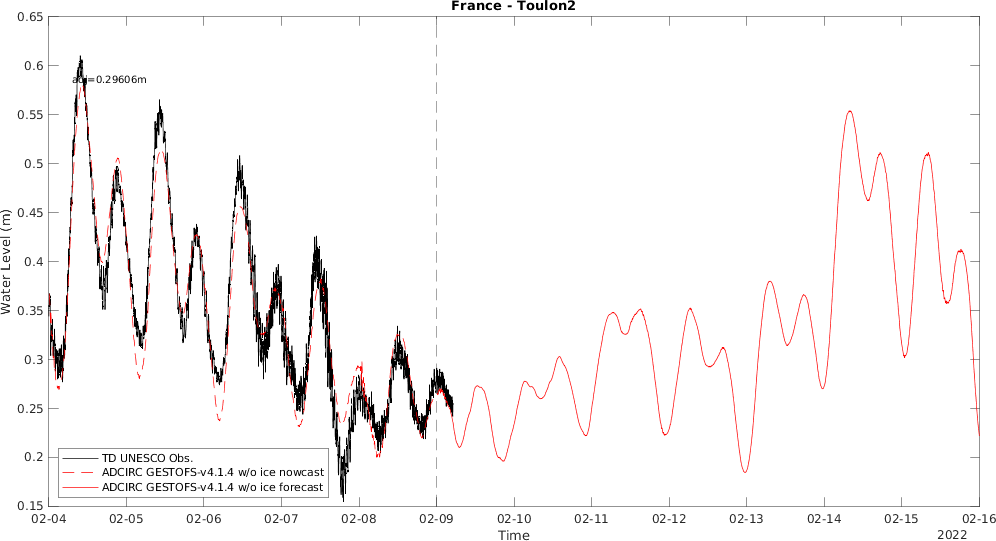 France - Toulon2
0.65
0.6
0.55
0.5
0.45
0.4
0.35
0.3
0.25
0.2
0.15
Water Level (m)
=0.29606m
TD UNESCO Obs.
ADCIRC GESTOFS-v4.1.4 w/o ice nowcast
ADCIRC GESTOFS-v4.1.4 w/o ice forecast
02-04 02-05 02-06 02-07 02-08 02-09 02-10 02-11 02-12 02-13 02-14 02-15 02-16
Time
2022